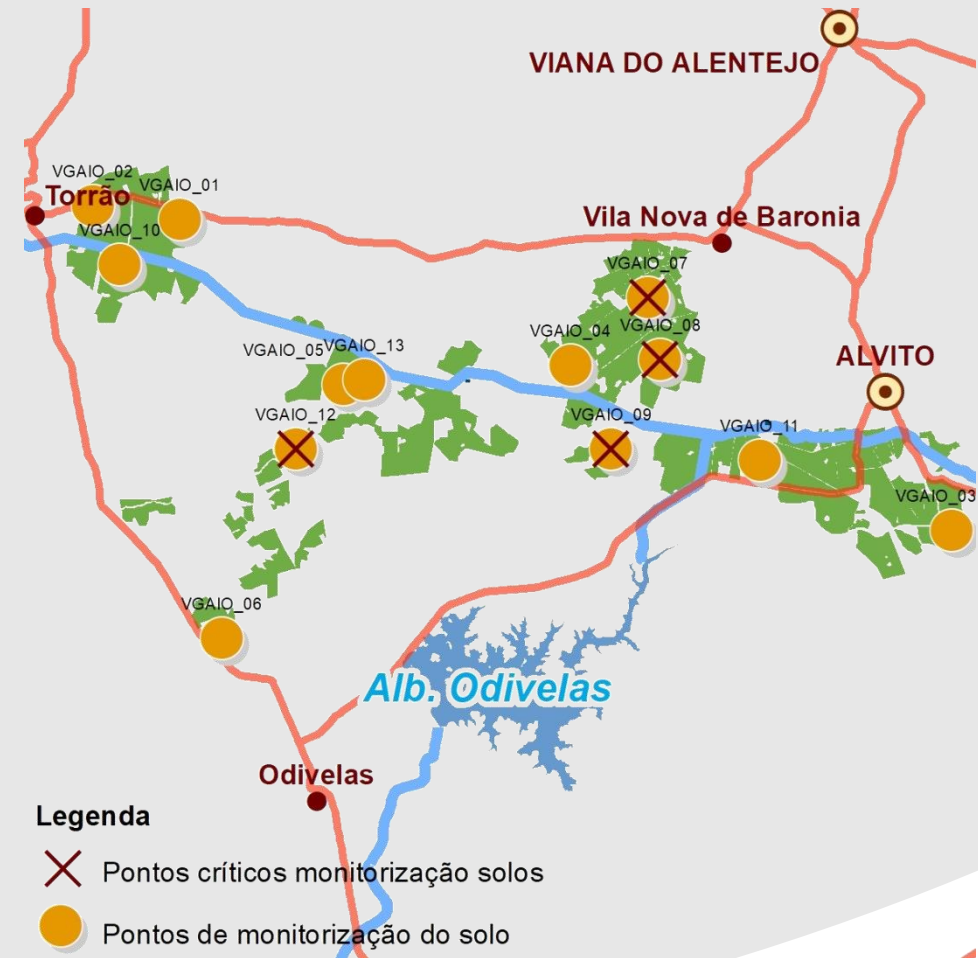 VIANA DO ALENTEJO
VGAIO_02
VGAIO_01
Torrão
Vila Nova de Baronia
VGAIO_10
VGAIO_07
VGAIO_04
VGAIO_08
VGAIO_05
VGAIO_13
ALVITO
VGAIO_12
VGAIO_09
VGAIO_11
VGAIO_03
VGAIO_06
Alb. Odivelas
Odivelas
Legenda
Pontos críticos monitorização solos
Pontos de monitorização do solo